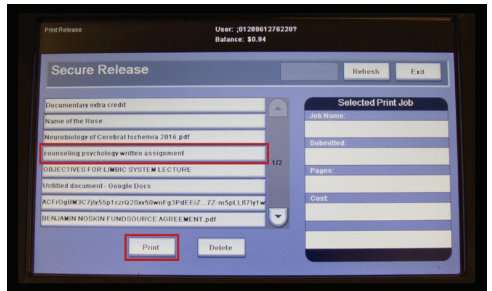 Print Release
User: ;0128861276220?
Balance: $0.94
Secure Release
Refresh
Exit
Documentary extra credit
Name of the Rose
Neurobiology of Cerebral Ischemia 2016.pdf
counseling psychology written assignment
OBJECTIVES FOR LIMBIC SYSTEM LECTURE
Untitled document - Google Docs
BENJAMIN NOSKIN FUNDSOURCE AGREEMENT.pdf
1/2
Selected Print Job
Job Name:
Submitted:
Pages:
Cost:
Print
Delete